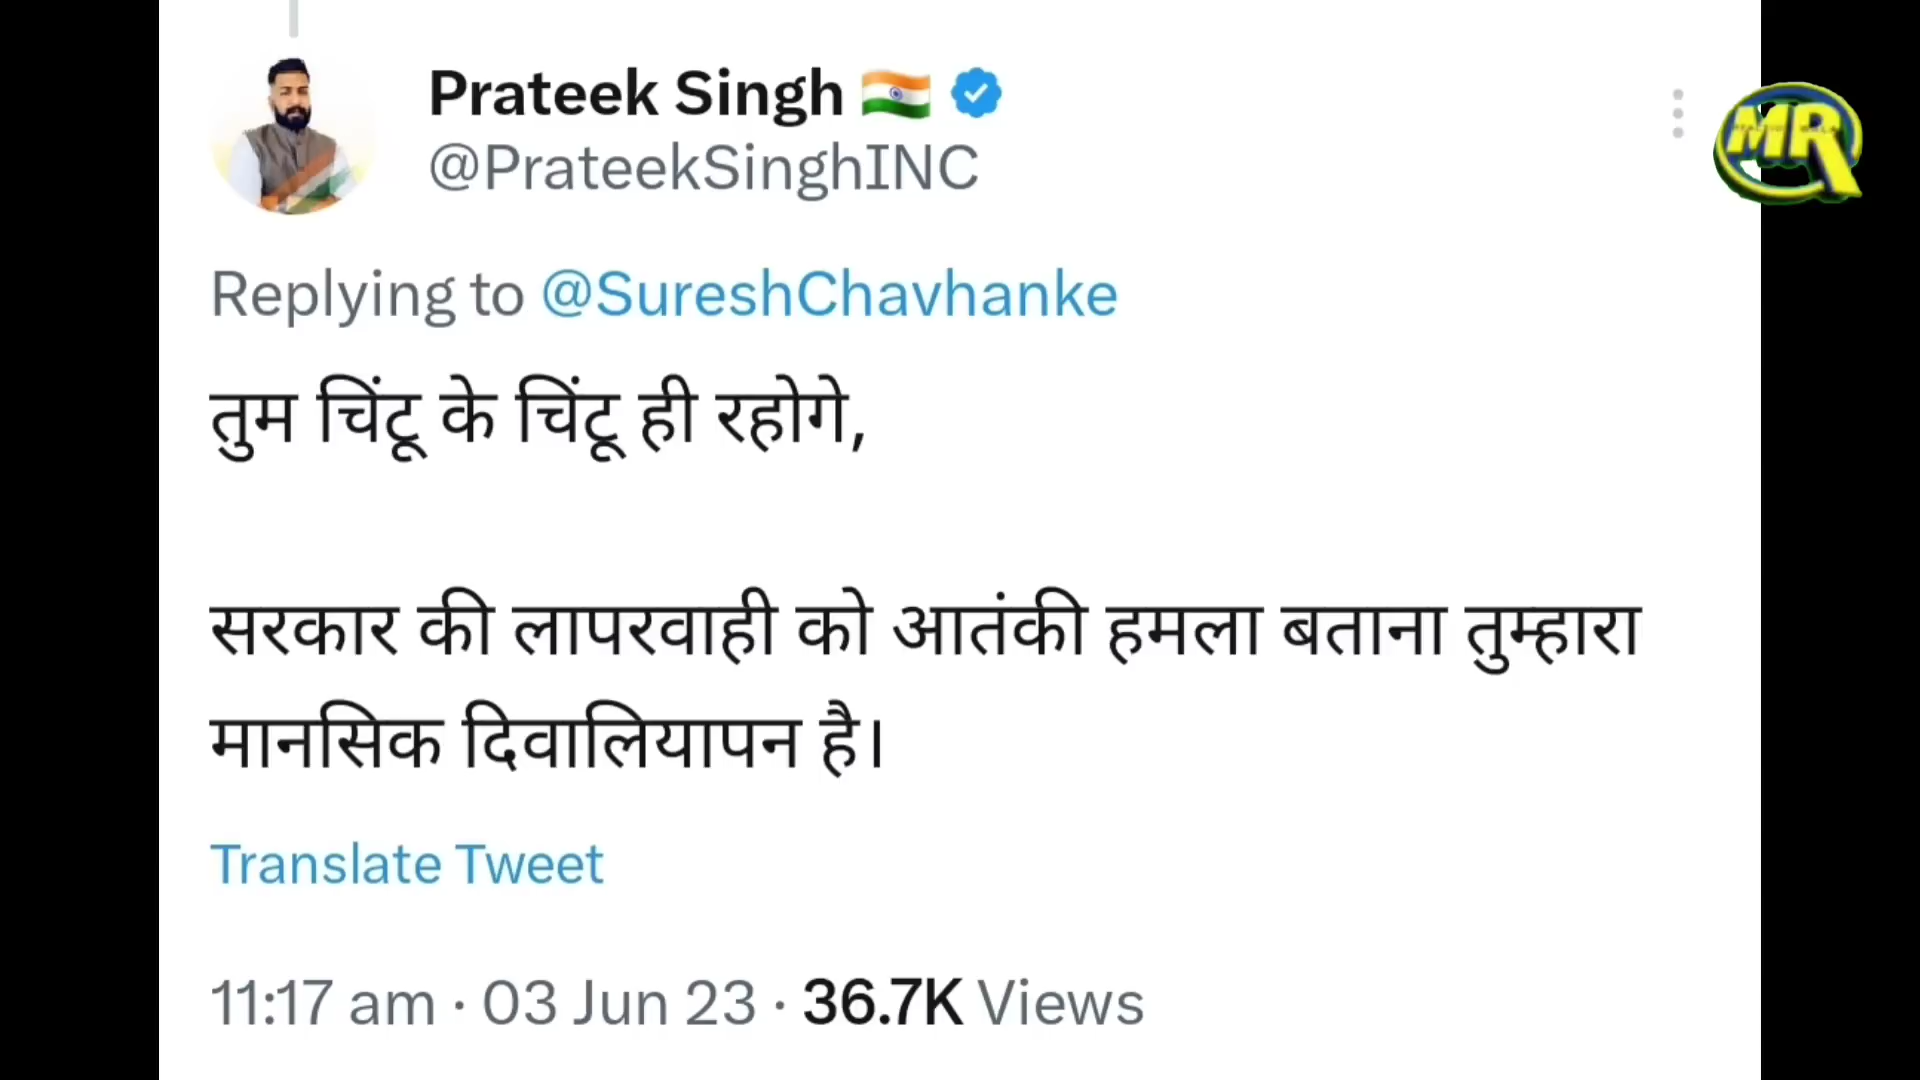 Prateek Singh 🇮🇳
@PrateekSinghINC
MR
Replying to @SureshChavhanke
तुम चिंटू के चिंटू ही रहोगे,
सरकार की लापरवाही को आतंकी हमला बताना तुम्हारा
मानसिक दिवालियापन है।
Translate Tweet
11:17 am · 03 Jun 23 · 36.7K Views